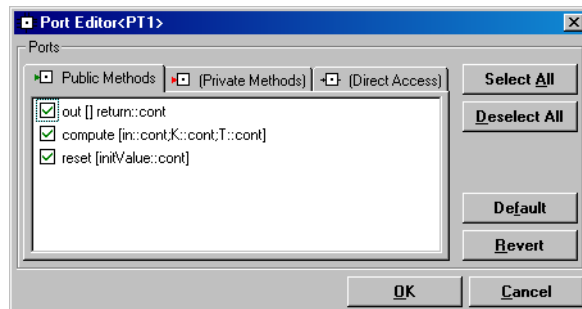 Port Editor<PT1>
Ports
Public Methods (Private Methods) (Direct Access)
out [] return::cont
compute [in::cont;K::cont;T::cont]
reset [initValue::cont]
Select All
Deselect All
Default
Revert
OK Cancel